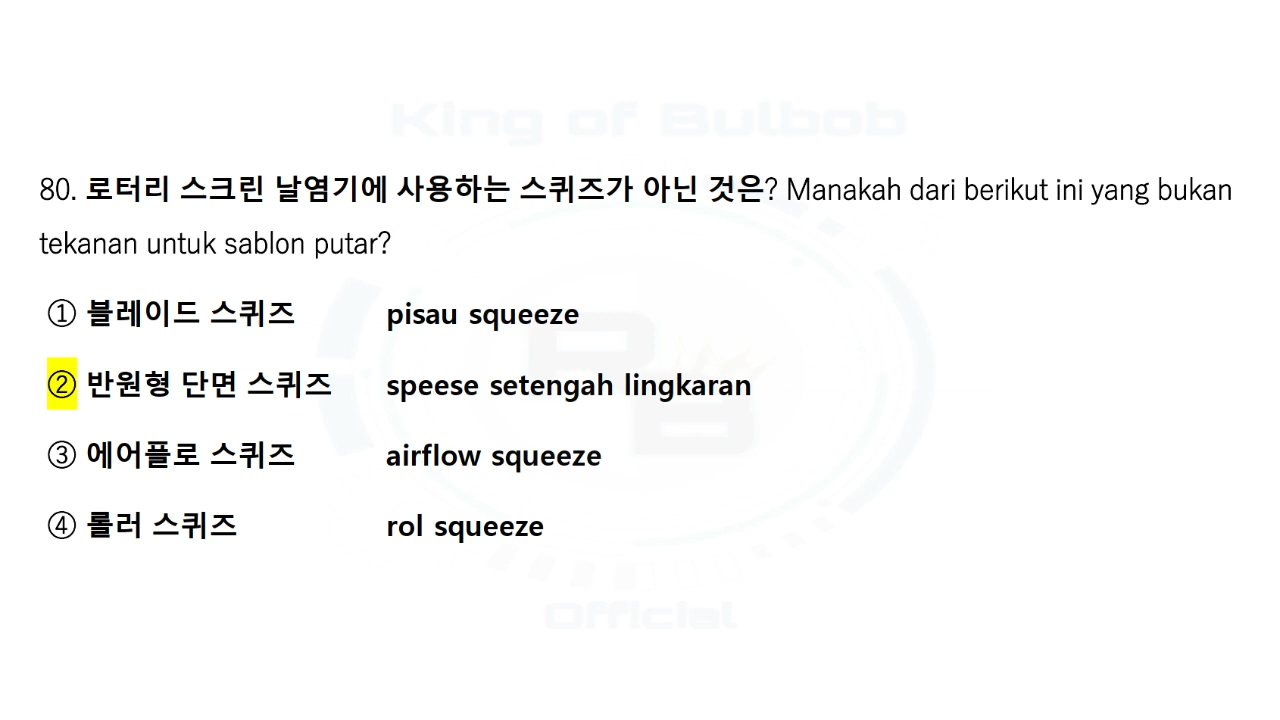 King of Bulbob
80. 로터리 스크린 날염기에 사용하는 스퀴즈가 아닌 것은? Manakah dari berikut ini yang bukan
tekanan untuk sablon putar?
① 블레이드 스퀴즈 pisau squeeze
② 반원형 단면 스퀴즈 speese setengah lingkaran
③ 에어플로 스퀴즈 airflow squeeze
④ 롤러 스퀴즈 rol squeeze
Official